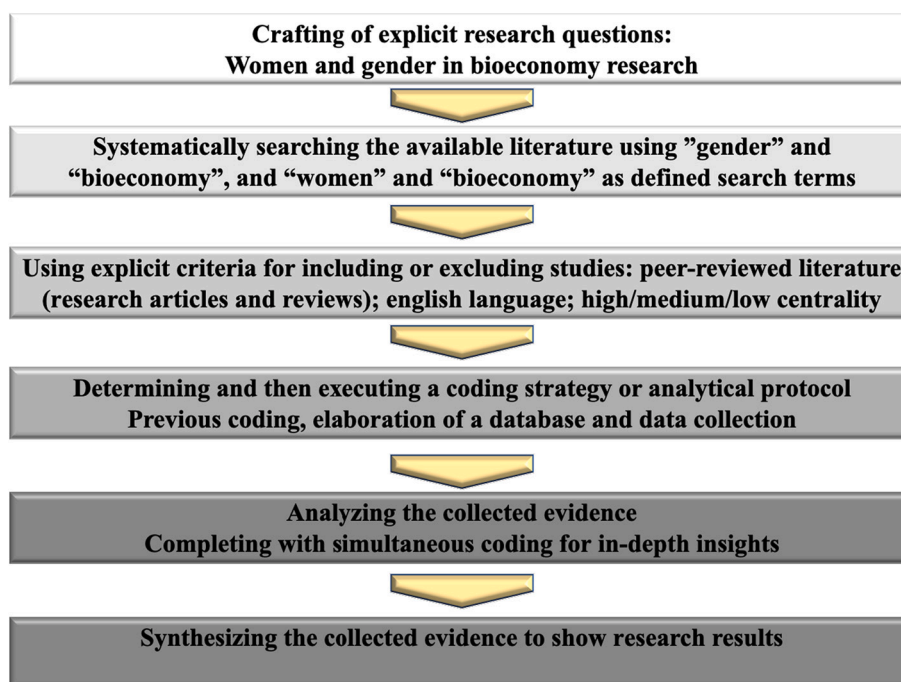 Crafting of explicit research questions:
Women and gender in bioeconomy research
Systematically searching the available literature using ”gender” and
“bioeconomy”, and “women” and “bioeconomy” as defined search terms
Using explicit criteria for including or excluding studies: peer-reviewed literature
(research articles and reviews); english language; high/medium/low centrality
Determining and then executing a coding strategy or analytical protocol
Previous coding, elaboration of a database and data collection
Analyzing the collected evidence
Completing with simultaneous coding for in-depth insights
Synthesizing the collected evidence to show research results